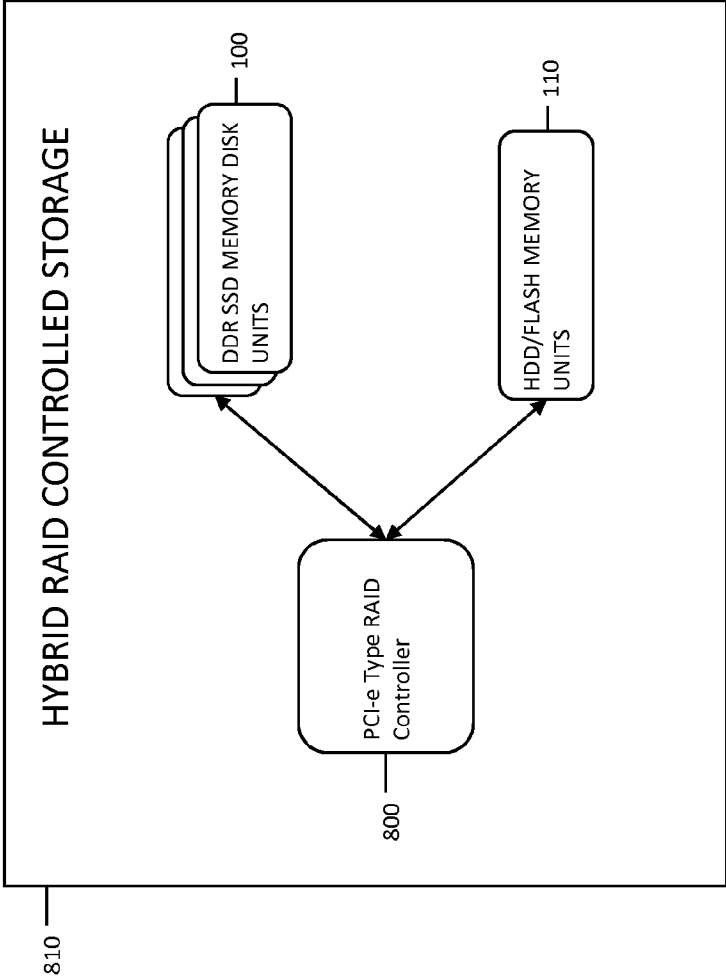 HYBRID RAID CONTROLLED STORAGE
810
800
PCI-e Type RAID
Controller
DDR SSD MEMORY DISK
UNITS
100
HDD/FLASH MEMORY
UNITS
110